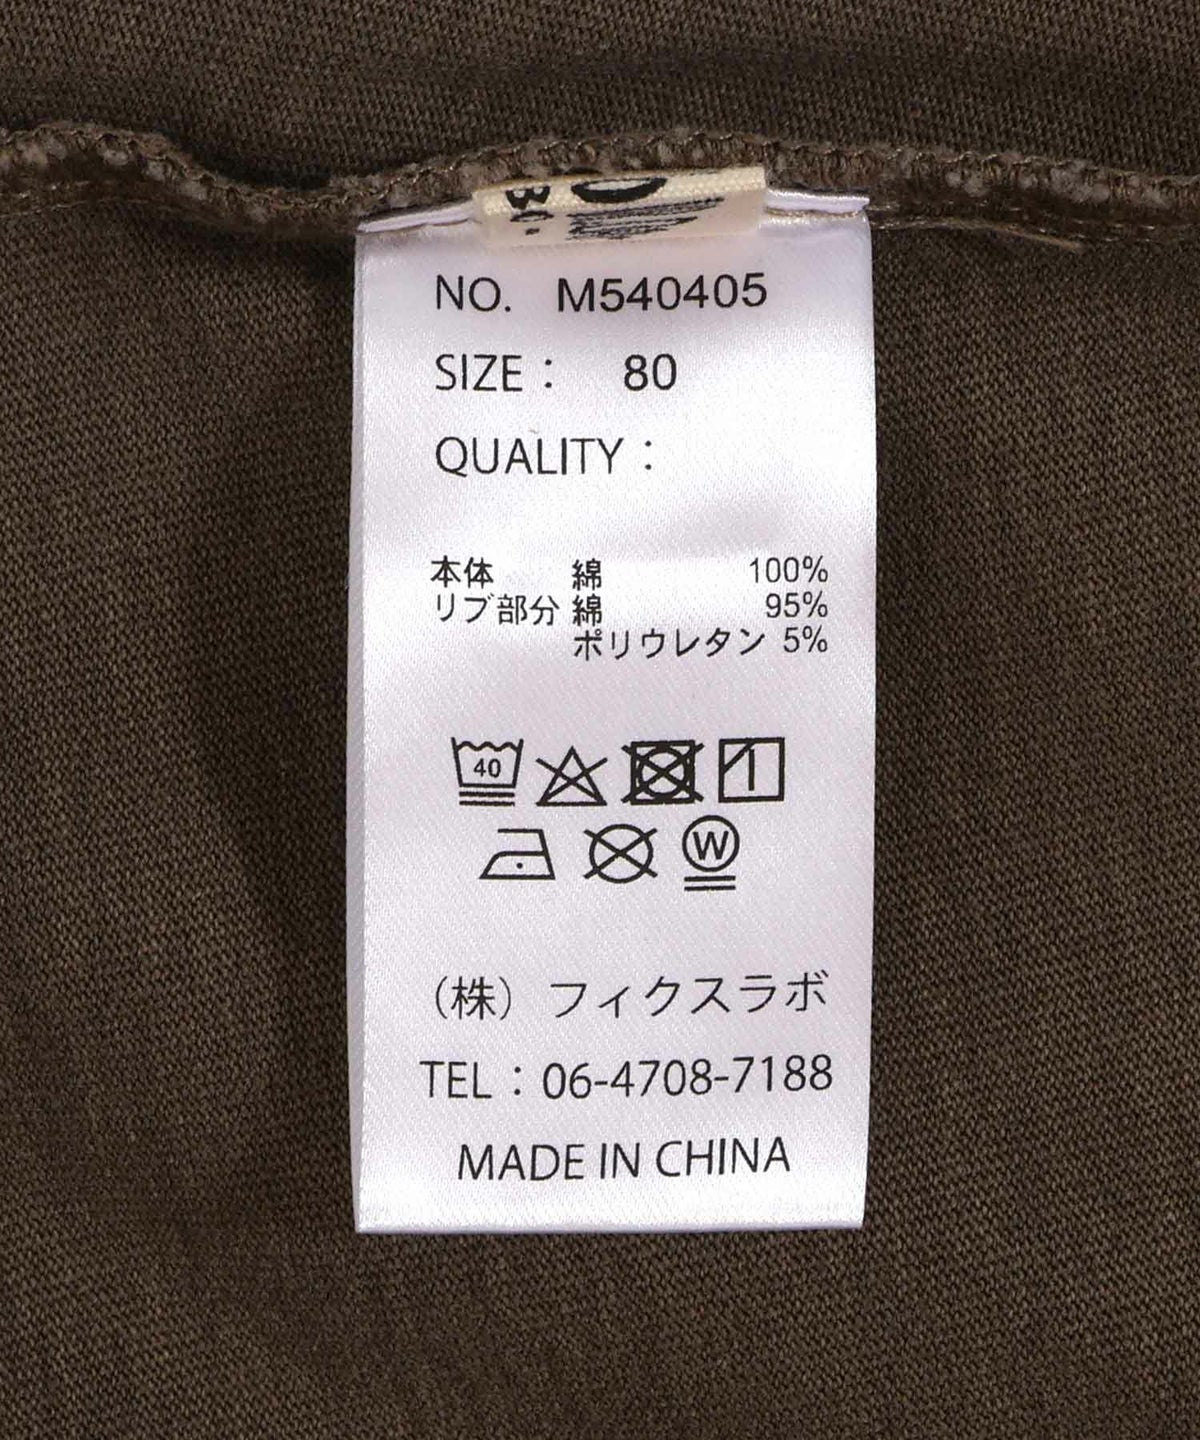 NO. M540405
SIZE： 80
QUALITY：
本体 綿 100%
リブ部分 綿 95%
ポリウレタン 5%
40
W
（株）フィクスラボ
TEL：06-4708-7188
MADE IN CHINA